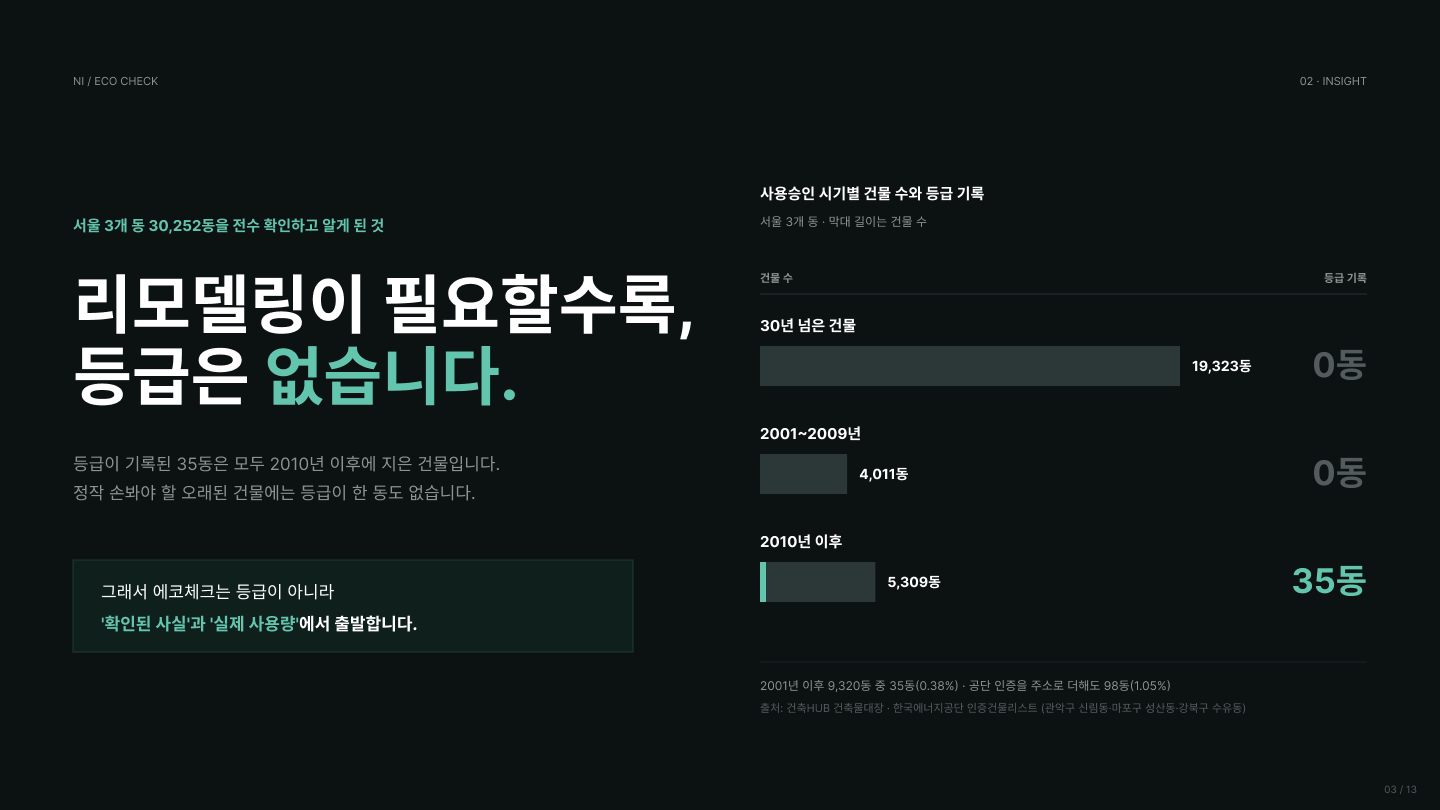 NI / ECO CHECK
02 · INSIGHT
서울 3개 동 30,252동을 전수 확인하고 알게 된 것
리모델링이 필요할수록,
등급은 없습니다.
등급이 기록된 35동은 모두 2010년 이후에 지은 건물입니다.
정작 손봐야 할 오래된 건물에는 등급이 한 동도 없습니다.
그래서 에코체크는 등급이 아니라
'확인된 사실'과 '실제 사용량'에서 출발합니다.
사용승인 시기별 건물 수와 등급 기록
서울 3개 동 · 막대 길이는 건물 수
건물 수
등급 기록
30년 넘은 건물
19,323동
0동
2001~2009년
4,011동
0동
2010년 이후
5,309동
35동
2001년 이후 9,320동 중 35동(0.38%) · 공단 인증을 주소로 더해도 98동(1.05%)
출처: 건축HUB 건축물대장 · 한국에너지공단 인증건물리스트 (관악구 신림동·마포구 성산동·강북구 수유동)
03 / 13